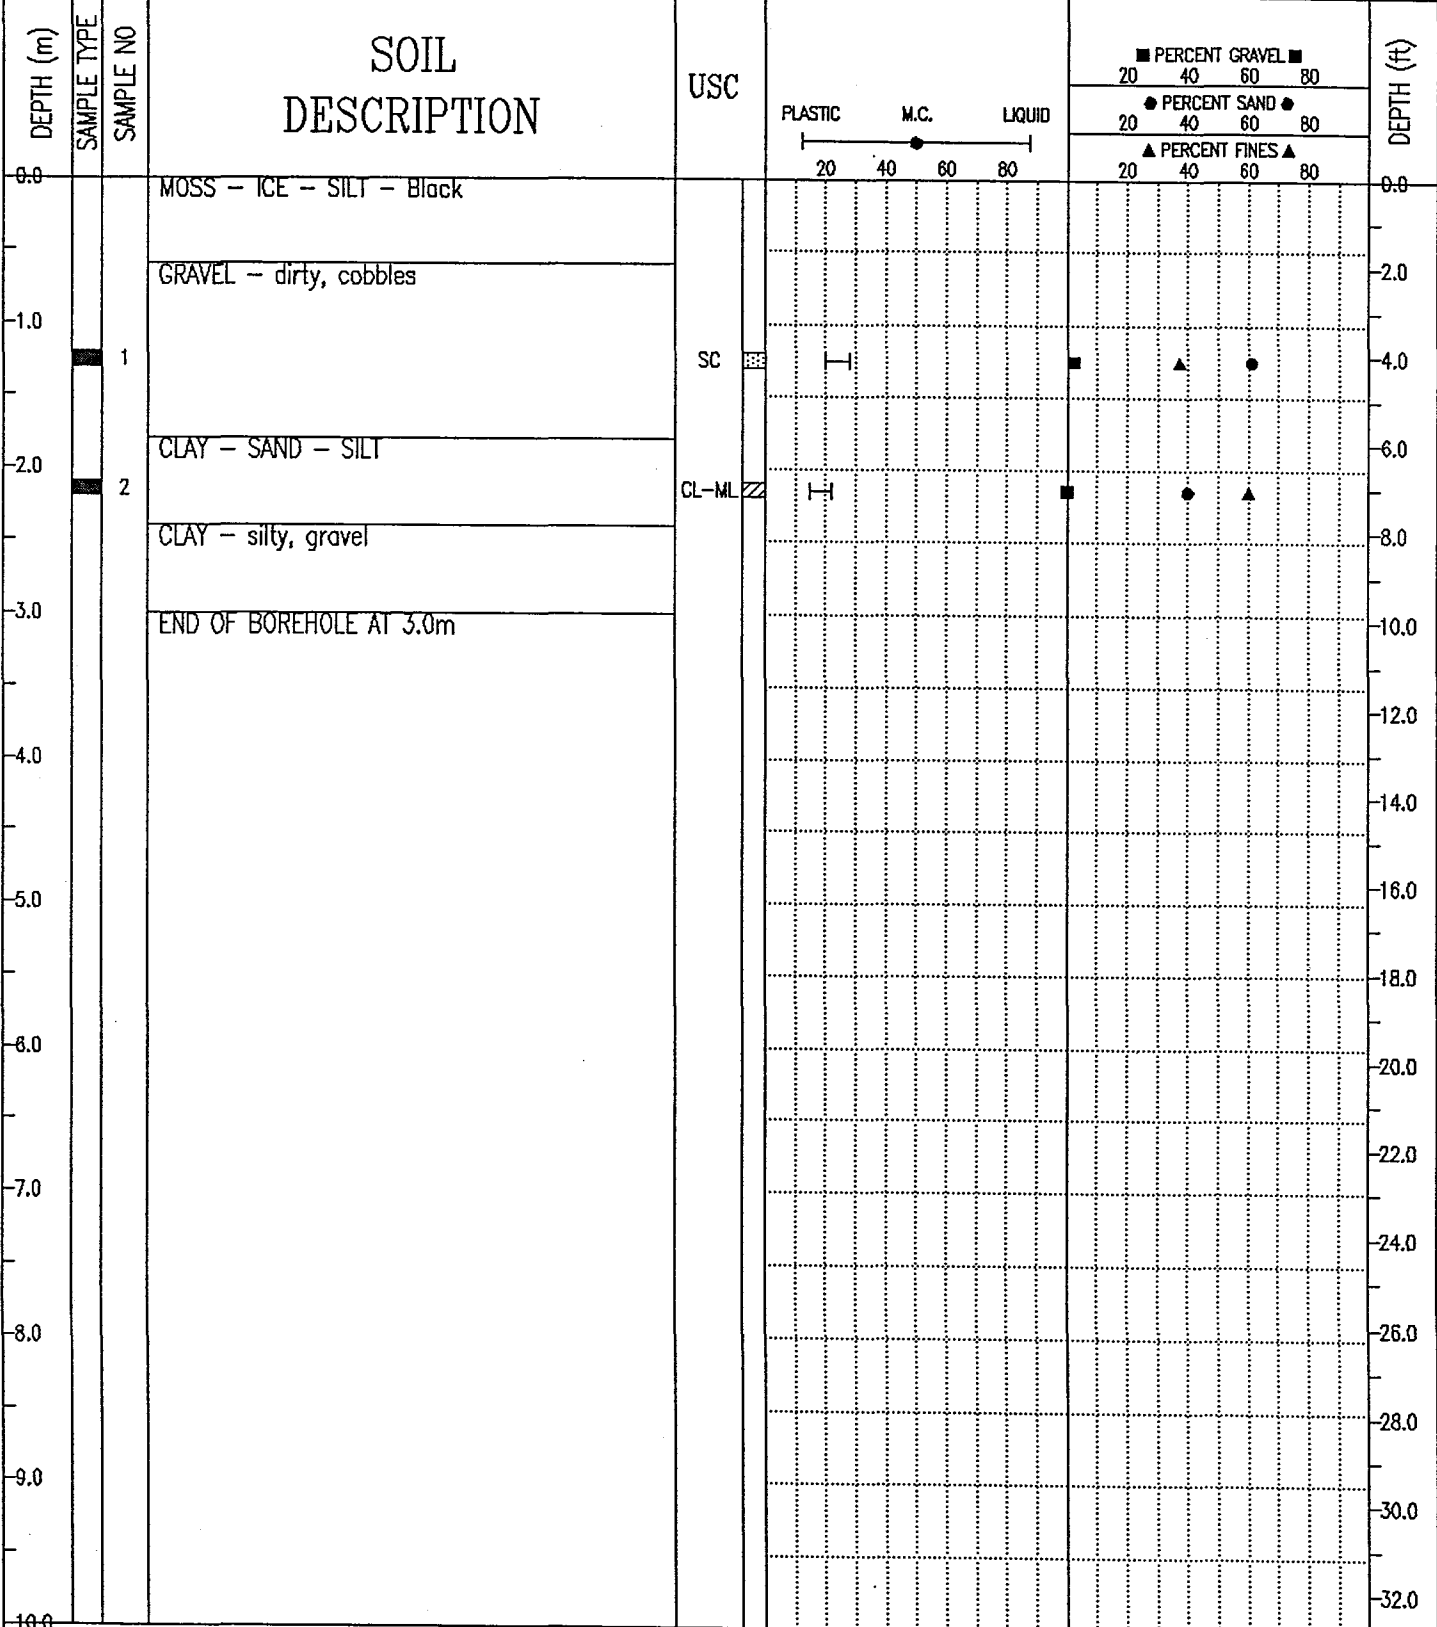 DEPTH (m)
SAMPLE TYPE
SAMPLE NO
SOIL
DESCRIPTION
USC
PLASTIC M.C. LIQUID
20 40 60 80
■ PERCENT GRAVEL ■
20 40 60 80
● PERCENT SAND ●
20 40 60 80
▲ PERCENT FINES ▲
20 40 60 80
DEPTH (ft)
0.0 MOSS – ICE – SILT – Black 0.0
GRAVEL – dirty, cobbles 2.0
1.0
1 SC 4.0
CLAY – SAND – SILT 6.0
2.0
2 CL-ML
CLAY – silty, gravel 8.0
3.0
END OF BOREHOLE AT 3.0m 10.0
12.0
4.0
14.0
5.0 16.0
18.0
6.0
20.0
22.0
7.0
24.0
8.0 26.0
28.0
9.0
30.0
32.0
10.0